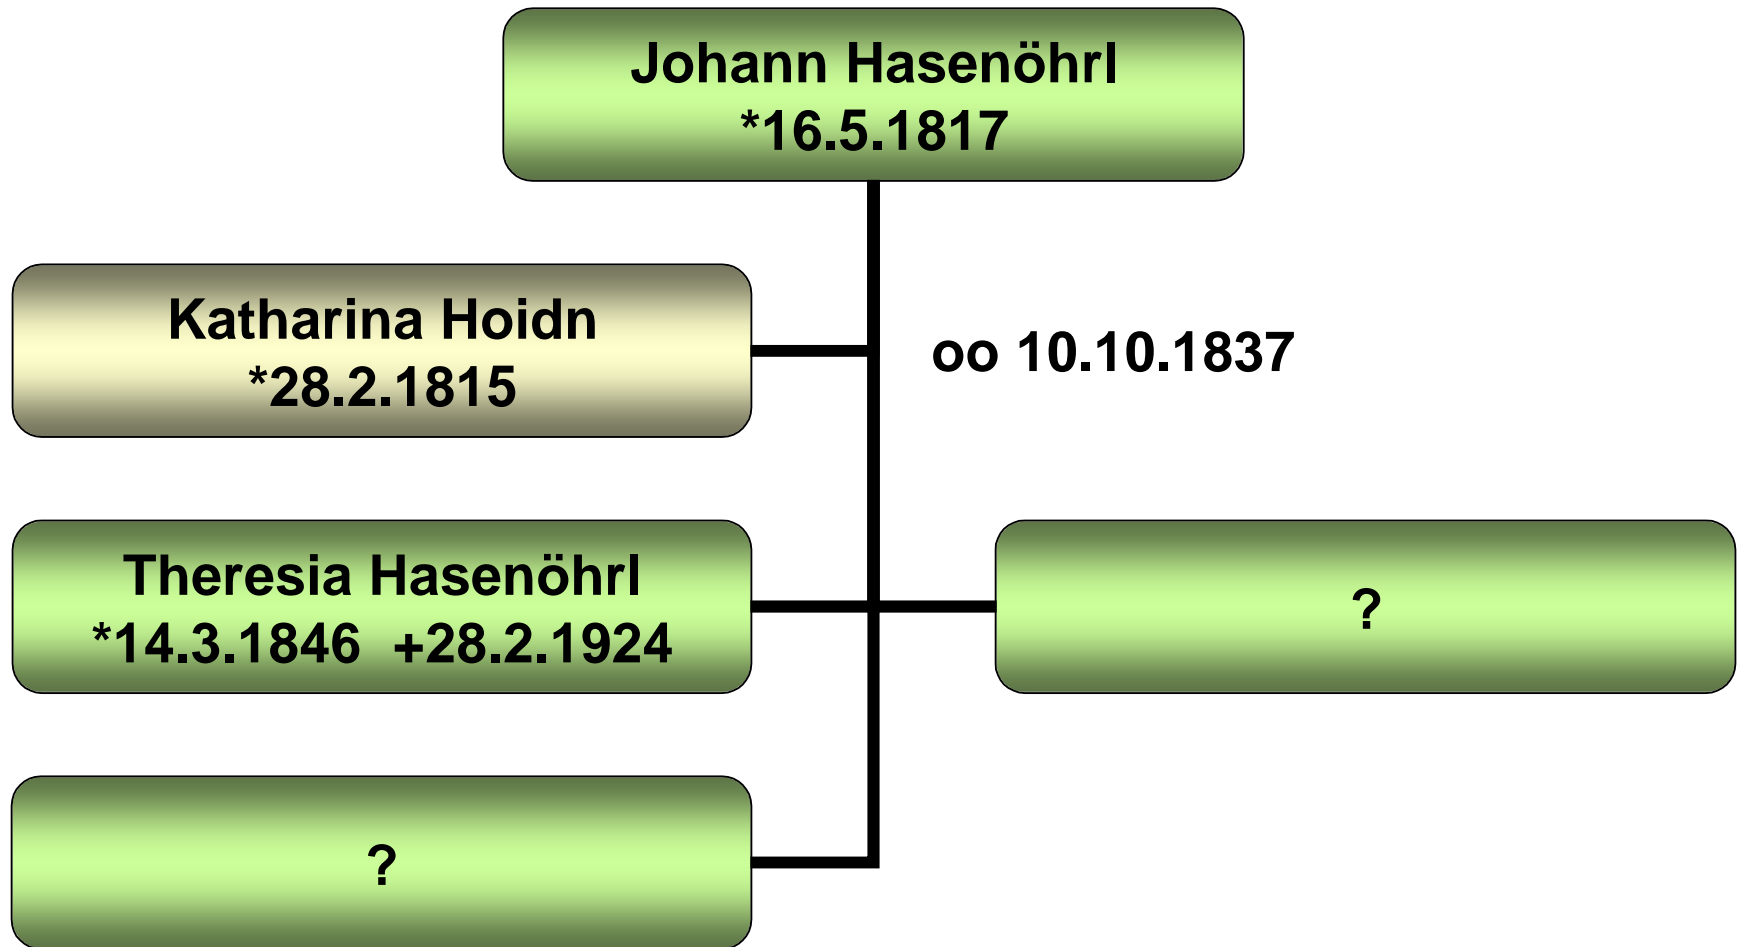 Johann Hasenöhrl
*16.5.1817
Katharina Hoidn
*28.2.1815
oo 10.10.1837
Theresia Hasenöhrl
*14.3.1846 +28.2.1924
?
?